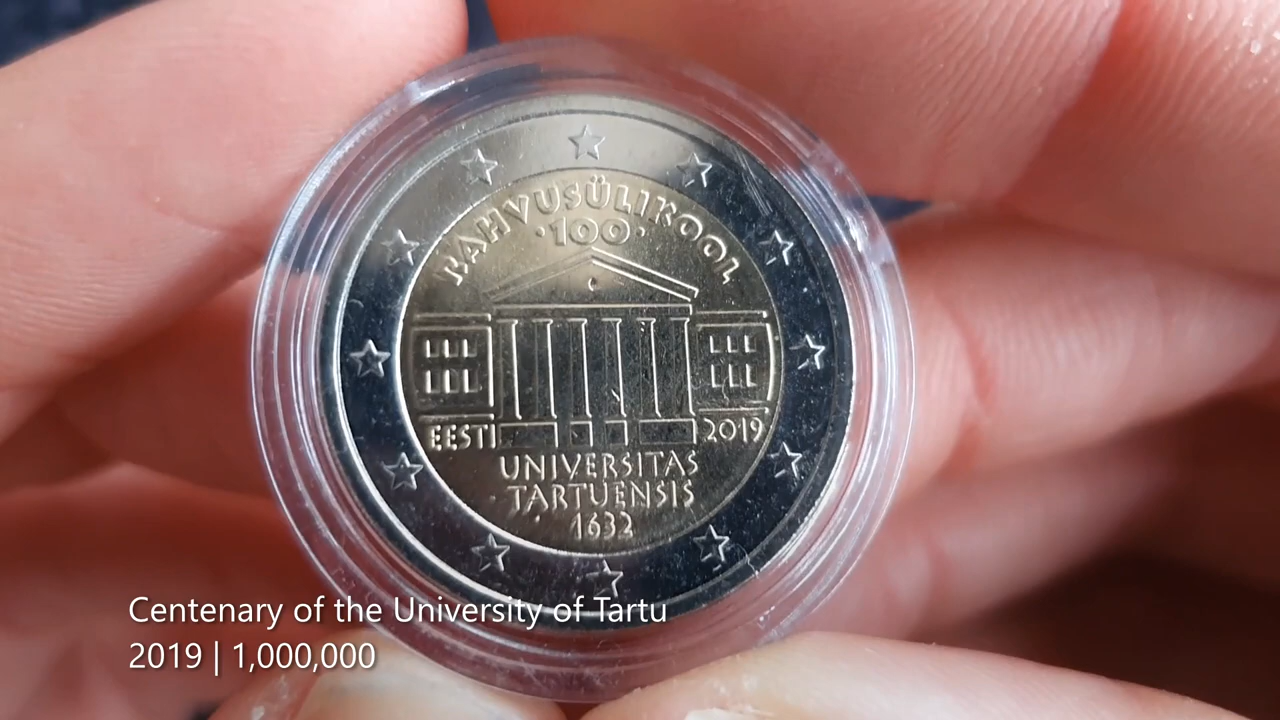 RAHVUSÜLIKOOL
·100·
EESTI 2019
UNIVERSITAS
TARTUENSIS
1632
Centenary of the University of Tartu
2019 | 1,000,000